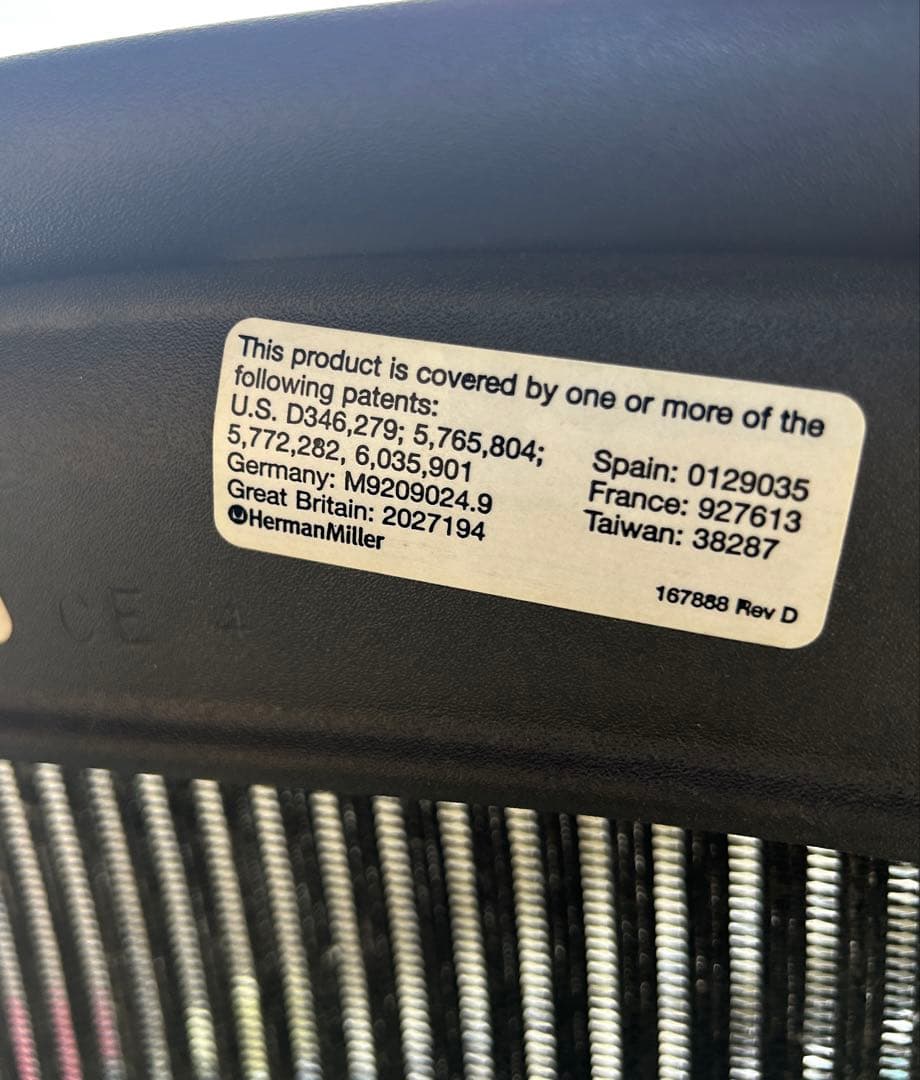 This product is covered by one or more of the
following patents:
U.S. D346,279; 5,765,804;
5,772,282, 6,035,901
Germany: M9209024.9
Great Britain: 2027194
HermanMiller
Spain: 0129035
France: 927613
Taiwan: 38287
167888 Rev D
CE 4